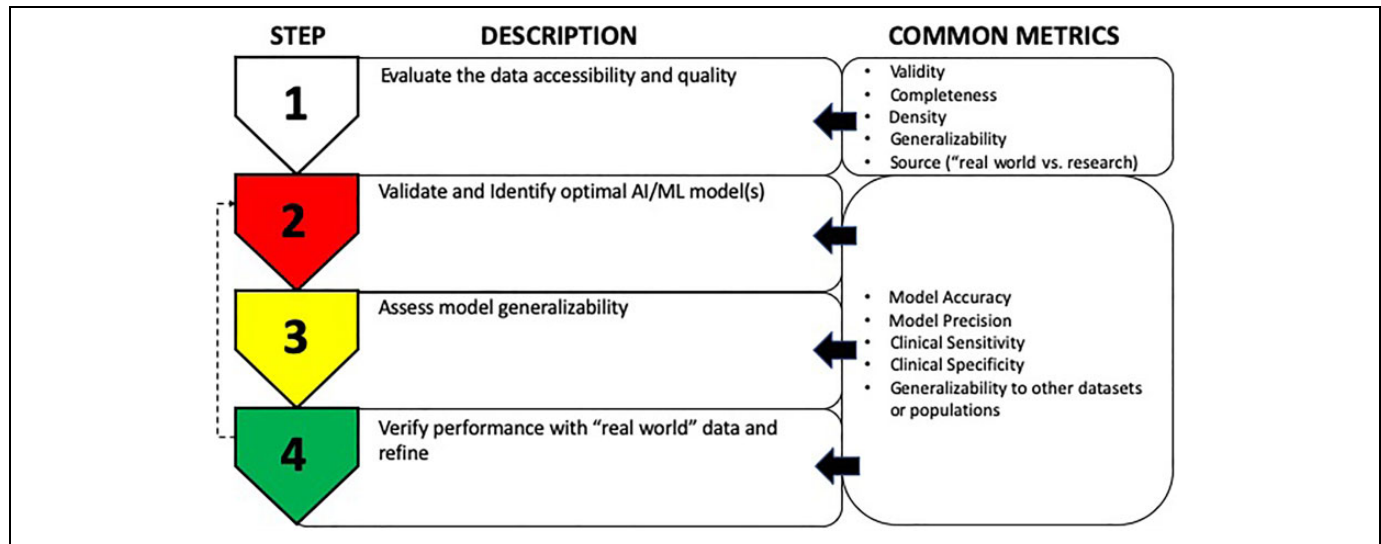 STEP DESCRIPTION COMMON METRICS
1
Evaluate the data accessibility and quality
• Validity
• Completeness
• Density
• Generalizability
• Source (“real world vs. research)
2
Validate and Identify optimal AI/ML model(s)
3
Assess model generalizability
4
Verify performance with “real world” data and
refine
• Model Accuracy
• Model Precision
• Clinical Sensitivity
• Clinical Specificity
• Generalizability to other datasets
or populations